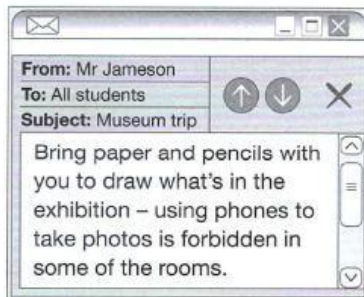 From: Mr Jameson
To: All students
Subject: Museum trip
Bring paper and pencils with
you to draw what's in the
exhibition – using phones to
take photos is forbidden in
some of the rooms.